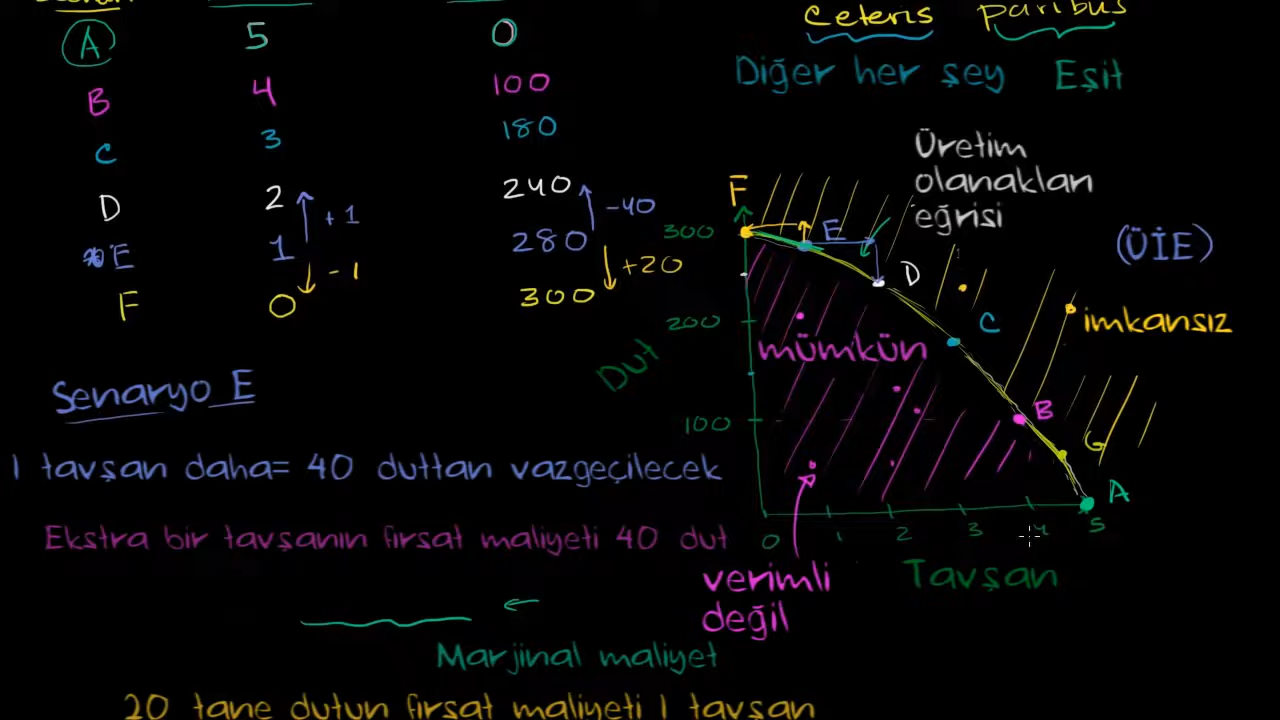 A 5 0
B 4 100
C 3 180
D 2 240
+1 -40
E 1 280
-1 +20
F 0 300
Senaryo E
1 tavşan daha= 40 duttan vazgeçilecek
Ekstra bir tavşanın fırsat maliyeti 40 dut
Marjinal maliyet
20 tane dutun fırsat maliyeti 1 tavşan
Ceteris paribus
Diğer her şey Eşit
Üretim
olanakları
eğrisi
(ÜİE)
F
E
D
C
B
G
A
imkansız
mümkün
300
200
100
Dut
0 1 2 3 4 5
Tavşan
verimli
değil